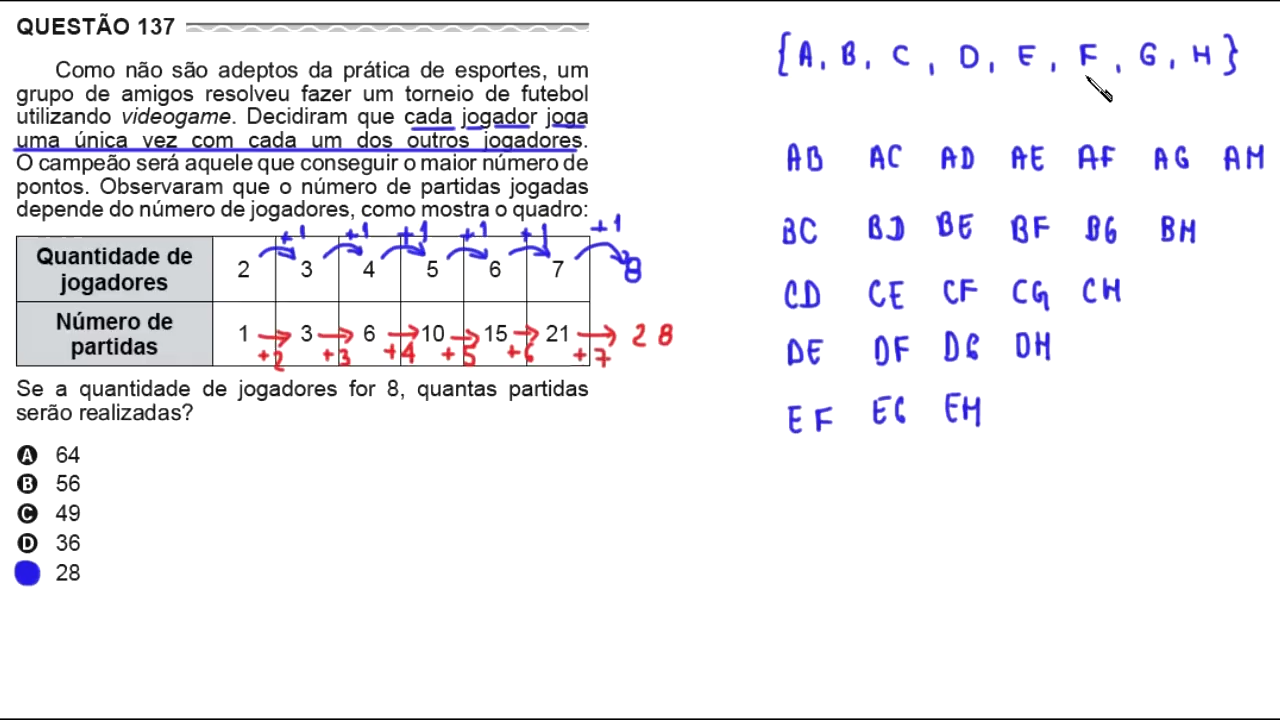 QUESTÃO 137
Como não são adeptos da prática de esportes, um
grupo de amigos resolveu fazer um torneio de futebol
utilizando videogame. Decidiram que cada jogador joga
uma única vez com cada um dos outros jogadores.
O campeão será aquele que conseguir o maior número de
pontos. Observaram que o número de partidas jogadas
depende do número de jogadores, como mostra o quadro:
+1 +1 +1 +1 +1 +1
Quantidade de
jogadores
2 3 4 5 6 7 8
Número de
partidas
1 3 6 10 15 21 28
+2 +3 +4 +5 +6 +7
Se a quantidade de jogadores for 8, quantas partidas
serão realizadas?
A 64
B 56
C 49
D 36
28
{A, B, C, D, E, F, G, H}
AB AC AD AE AF AG AH
BC BD BE BF BG BH
CD CE CF CG CH
DE DF DG DH
EF EG EH